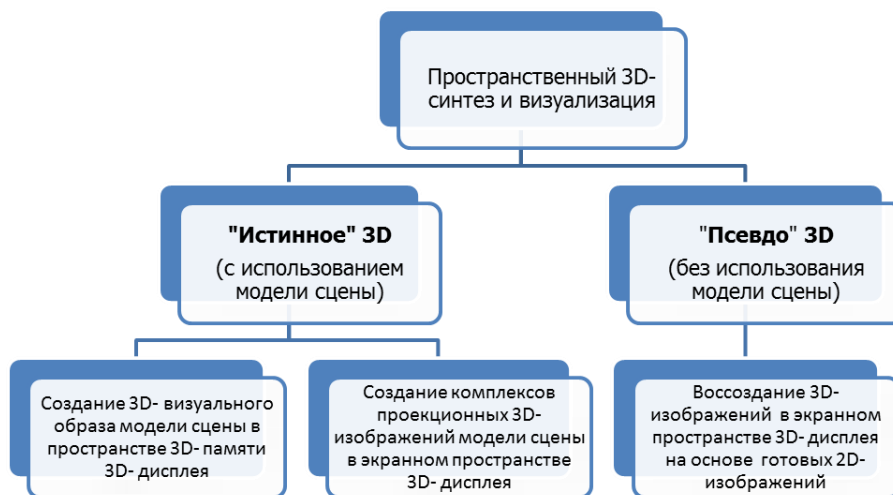 Пространственный 3D-
синтез и визуализация
"Истинное" 3D
(с использованием
модели сцены)
"Псевдо" 3D
(без использования
модели сцены)
Создание 3D- визуального
образа модели сцены в
пространстве 3D- памяти
3D- дисплея
Создание комплексов
проекционных 3D-
изображений модели сцены
в экранном пространстве
3D- дисплея
Воссоздание 3D-
изображений в экранном
пространстве 3D- дисплея
на основе готовых 2D-
изображений